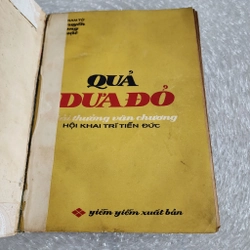 QUẢ
DƯA ĐỎ
thưởng văn chương
HỘI KHAI TRÍ TIẾN ĐỨC
yiễm yiễm xuất bản